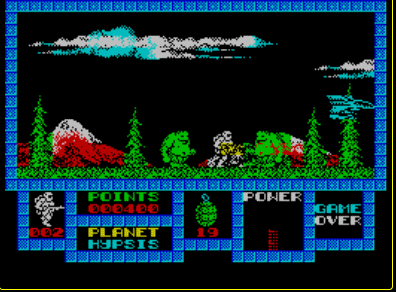 POINTS
000400
POWER
002
PLANET
HYPSIS
19
GAME
OVER